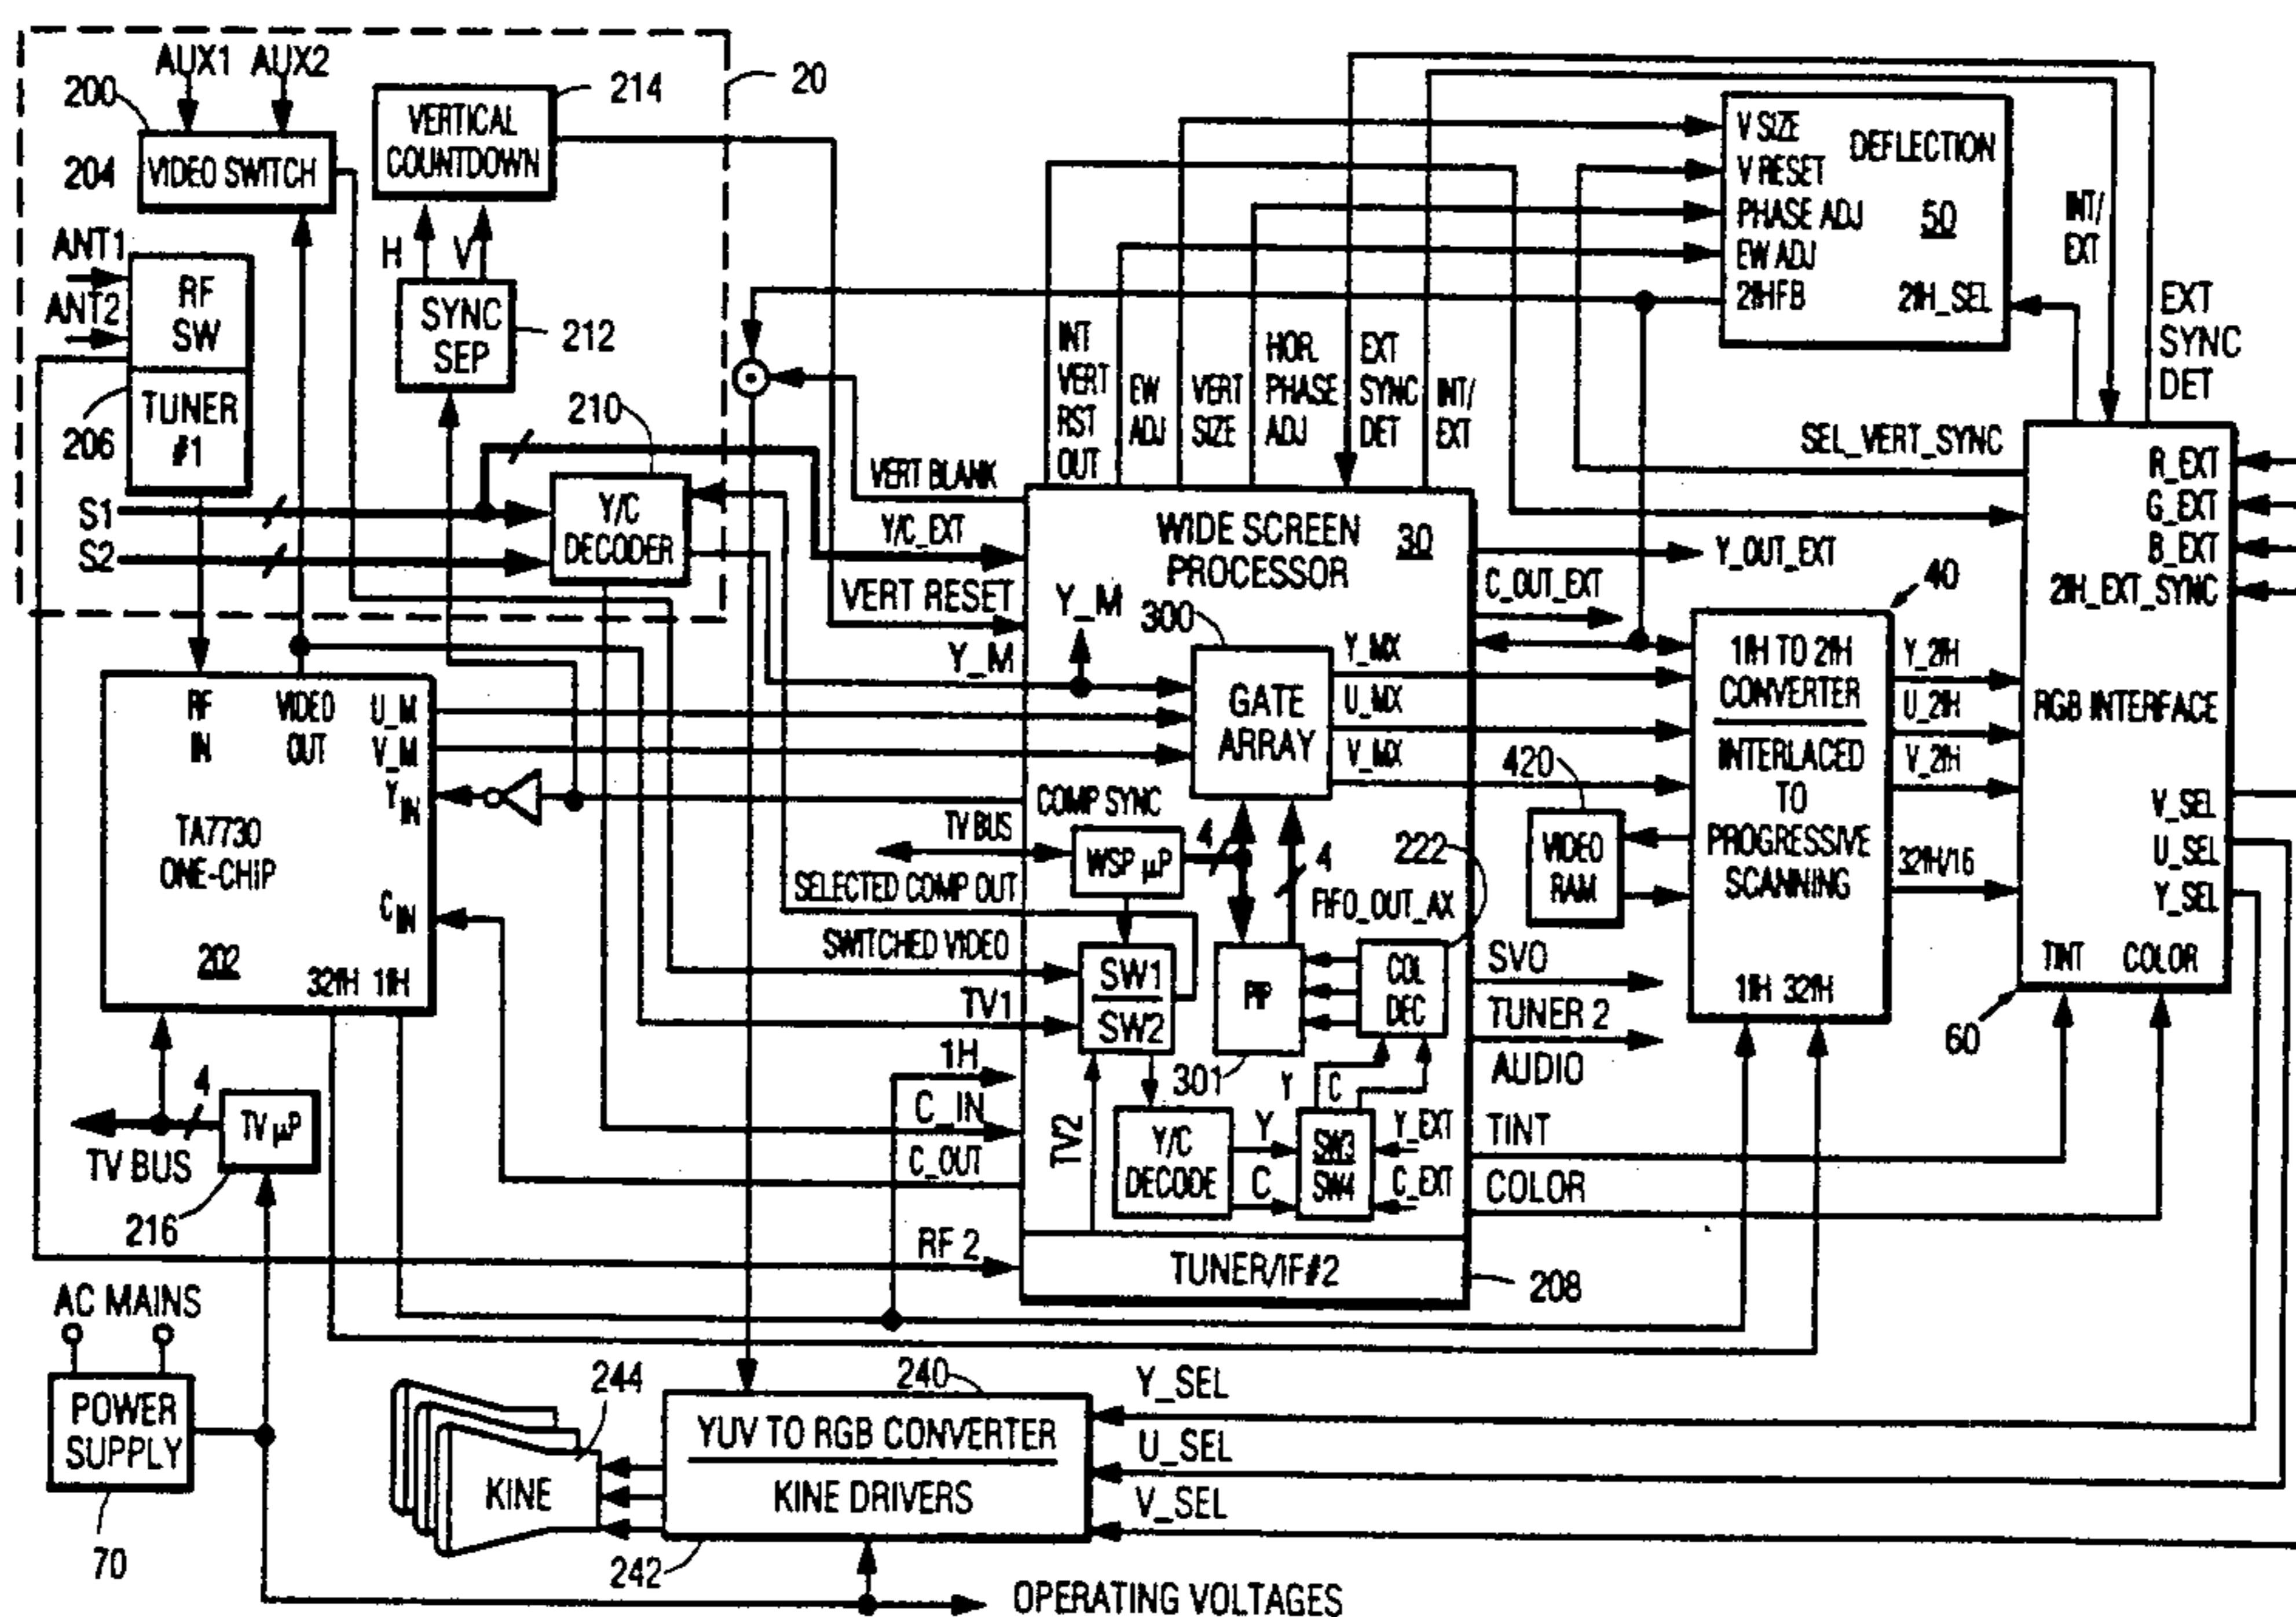 AUX1 AUX2
200
VIDEO SWITCH
204
214
VERTICAL
COUNTDOWN
20
ANT1
ANT2
RF
SW
TUNER
#1
206
H
V
SYNC
SEP
212
210
Y/C
DECODER
S1
S2
VERT BLANK
Y/C_EXT
VERT RESET
Y_M
RF
IN
VIDEO
OUT
U_M
V_M
Y IN
TA7730
ONE-CHIP
C IN
202
32fH 1fH
4
TV µP
TV BUS
216
AC MAINS
POWER
SUPPLY
70
COMP SYNC
TV BUS
SELECTED COMP OUT
SWITCHED VIDEO
TV1
1H
C_IN
C_OUT
RF 2
INT
VERT
RST
OUT
EW
ADJ
VERT
SIZE
HOR.
PHASE
ADJ
EXT
SYNC
DET
INT/
EXT
WIDE SCREEN
PROCESSOR
30
Y_M
300
GATE
ARRAY
WSP µP
4
4
222
FIFO_OUT_AX
SW1
SW2
PIP
301
COL
DEC
Y
C
TV2
Y/C
DECODE
Y
C
SW3
SW4
Y_EXT
C_EXT
TUNER/IF#2
208
V SIZE
V RESET
PHASE ADJ
EW ADJ
2fHFB
DEFLECTION
50
2fH_SEL
INT/
EXT
EXT
SYNC
DET
SEL_VERT_SYNC
Y_OUT_EXT
C_OUT_EXT
Y_MX
U_MX
V_MX
40
1fH TO 2fH
CONVERTER
INTERLACED
TO
PROGRESSIVE
SCANNING
1fH 32fH
420
VIDEO
RAM
Y_2fH
U_2fH
V_2fH
32fH/16
R_EXT
G_EXT
B_EXT
2fH_EXT_SYNC
RGB INTERFACE
V_SEL
U_SEL
Y_SEL
TINT COLOR
60
SVO
TUNER 2
AUDIO
TINT
COLOR
244
KINE
240
YUV TO RGB CONVERTER
KINE DRIVERS
242
Y_SEL
U_SEL
V_SEL
OPERATING VOLTAGES